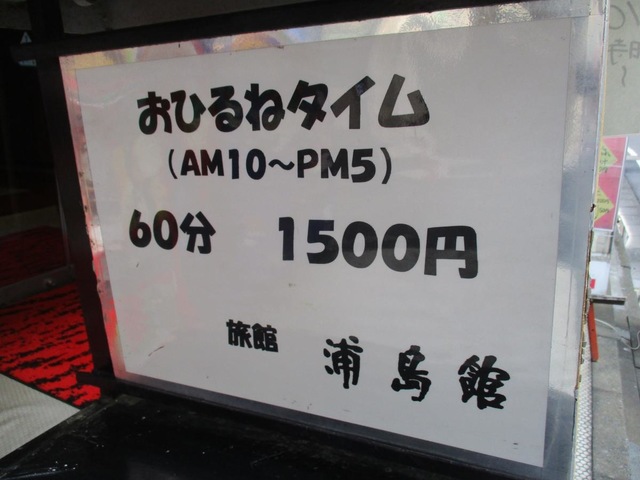 おひるねタイム
(AM10～PM5)
60分 1500円
旅館 浦島館